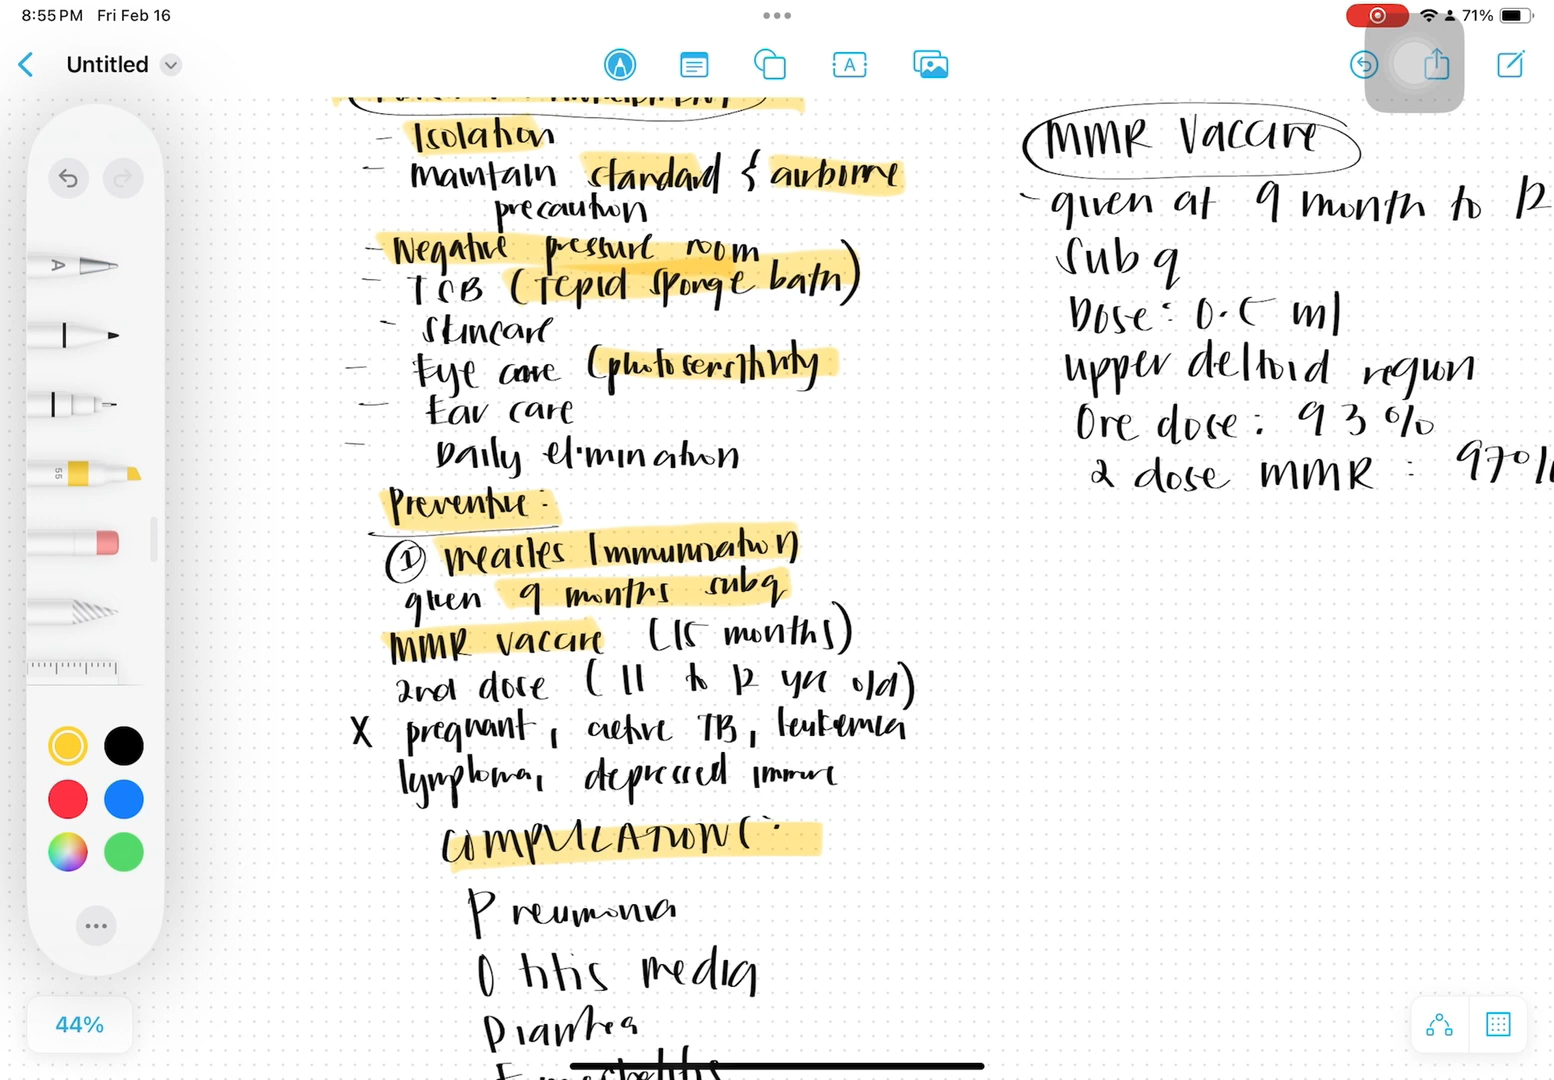 8:55 PM Fri Feb 16
71%
Untitled
- Isolation
- maintain standard & airborne
precaution
- Negative pressure room
- TSB (Tepid sponge bath)
- skincare
- Eye care (photosensitivity
- Ear care
- Daily elimination
Preventive:
① measles Immunization
given 9 months subq
MMR vaccine (15 months)
2nd dose (11 to 12 yrs old)
X pregnant, active TB, leukemia
lymphoma, depressed immune
COMPLICATION:
Pneumonia
Otitis media
Diarrhea
MMR Vaccine
- given at 9 month to 12
Sub q
Dose: 0.5 ml
upper deltoid region
One dose: 93%
2 dose MMR: 97%
55
44%